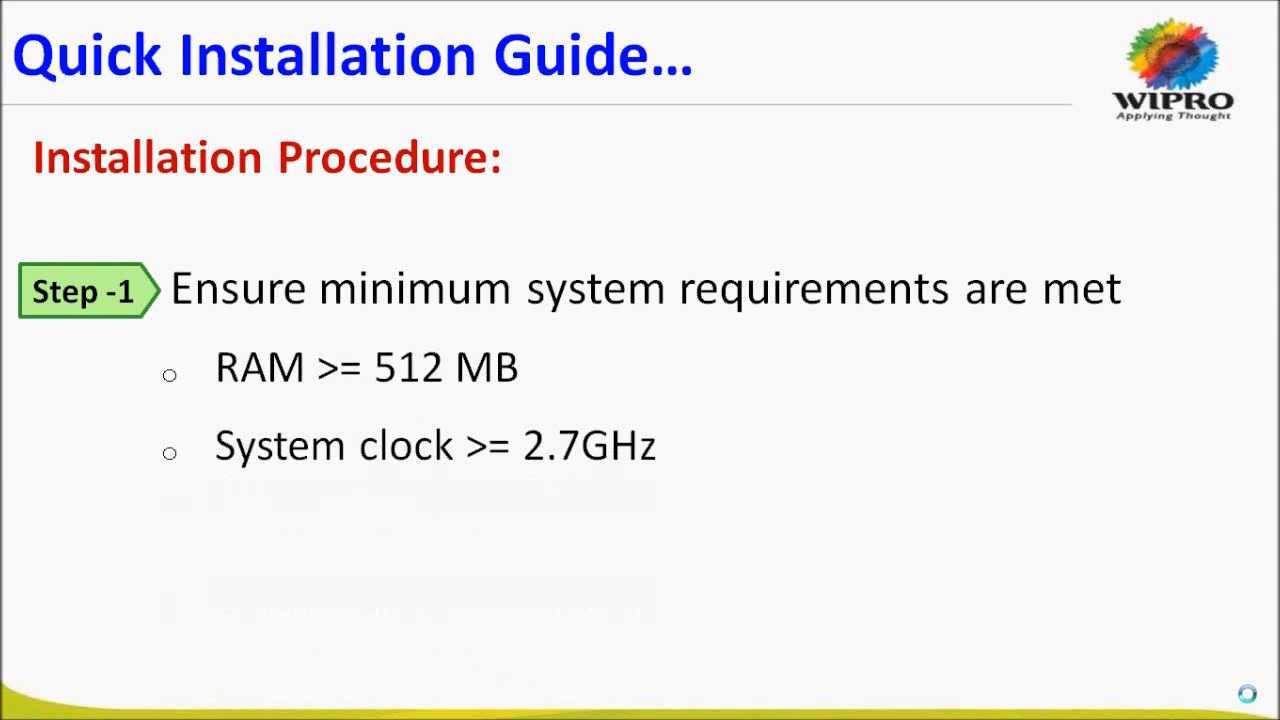 Quick Installation Guide...
WIPRO
Applying Thought
Installation Procedure:
Step -1 Ensure minimum system requirements are met
RAM >= 512 MB
System clock >= 2.7GHz